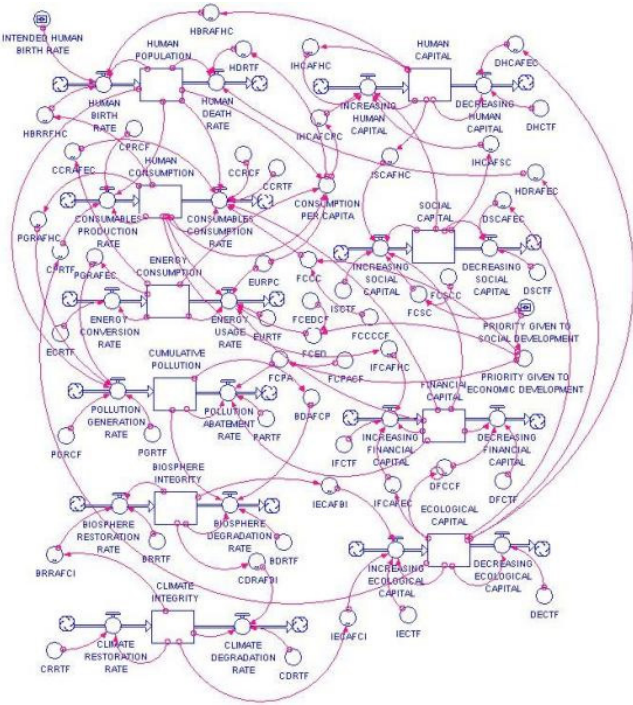 HBRAFHC
INTENDED HUMAN
BIRTH RATE
HUMAN
POPULATION
HDRTF
IHCAFHC
HUMAN
CAPITAL
DHCAFEC
HUMAN
BIRTH
RATE
HUMAN
DEATH
RATE
INCREASING
HUMAN
CAPITAL
DECREASING
HUMAN
CAPITAL
DHCTF
HBRRFHC
CPRCF
IHCAFCPC
CCRAFEC
HUMAN
CONSUMPTION
CCRCF
CCRTF
ISCAFHC
IHCAFSC
HDRAFEC
CONSUMABLES
PRODUCTION
RATE
CONSUMABLES
CONSUMPTION
RATE
CONSUMPTION
PER CAPITA
SOCIAL
CAPITAL
DSCAFEC
PGRAFHC
CPRTF
PGRAFEC
ENERGY
CONSUMPTION
EURPC
FCCC
INCREASING
SOCIAL
CAPITAL
DECREASING
SOCIAL
CAPITAL
ISCTF
FCSCC
FCSC
DSCTF
ECRTF
ENERGY
CONVERSION
RATE
ENERGY
USAGE
RATE
EURTF
FCEDCF
FCED
FCCCCF
PRIORITY GIVEN TO
SOCIAL DEVELOPMENT
CUMULATIVE
POLLUTION
FCPA
FCPACF
IFCAFHC
PRIORITY GIVEN TO
ECONOMIC DEVELOPMENT
FINANCIAL
CAPITAL
POLLUTION
GENERATION
RATE
POLLUTION
ABATEMENT
RATE
BDAFCP
PGRCF
PGRTF
PARTF
IFCTF
INCREASING
FINANCIAL
CAPITAL
DECREASING
FINANCIAL
CAPITAL
BIOSPHERE
INTEGRITY
IECAFBI
IFCAFEC
DFCCF
DFCTF
ECOLOGICAL
CAPITAL
BIOSPHERE
RESTORATION
RATE
BIOSPHERE
DEGRADATION
RATE
BRRAFCI
BRRTF
BDRTF
CDRAFBI
INCREASING
ECOLOGICAL
CAPITAL
DECREASING
ECOLOGICAL
CAPITAL
CLIMATE
INTEGRITY
IECAFCI
IECTF
DECTF
CRRTF
CLIMATE
RESTORATION
RATE
CLIMATE
DEGRADATION
RATE
CDRTF